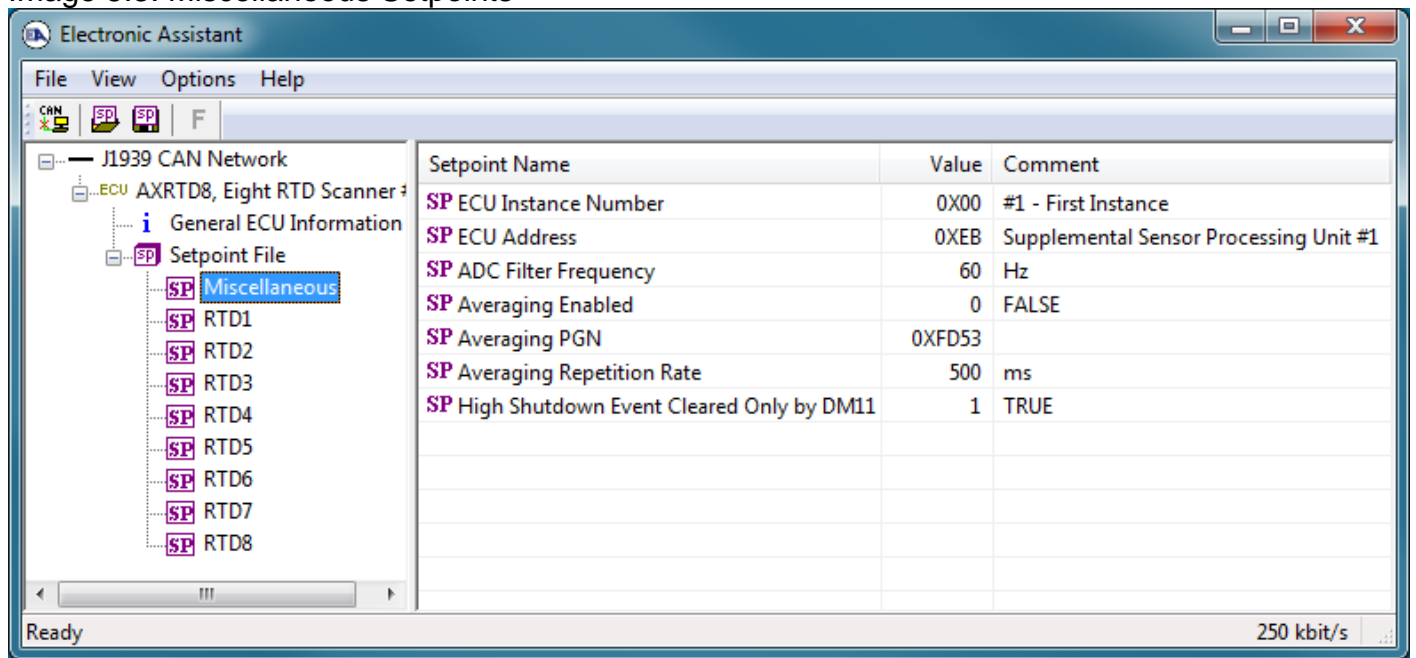 Image 3.3: Miscellaneous Setpoints
Electronic Assistant
File View Options Help
CAN SP SP F
J1939 CAN Network
ECU AXRTD8, Eight RTD Scanner #
i General ECU Information
SP Setpoint File
SP Miscellaneous
SP RTD1
SP RTD2
SP RTD3
SP RTD4
SP RTD5
SP RTD6
SP RTD7
SP RTD8
Setpoint Name Value Comment
SP ECU Instance Number 0X00 #1 - First Instance
SP ECU Address 0XEB Supplemental Sensor Processing Unit #1
SP ADC Filter Frequency 60 Hz
SP Averaging Enabled 0 FALSE
SP Averaging PGN 0XFD53
SP Averaging Repetition Rate 500 ms
SP High Shutdown Event Cleared Only by DM11 1 TRUE
Ready 250 kbit/s